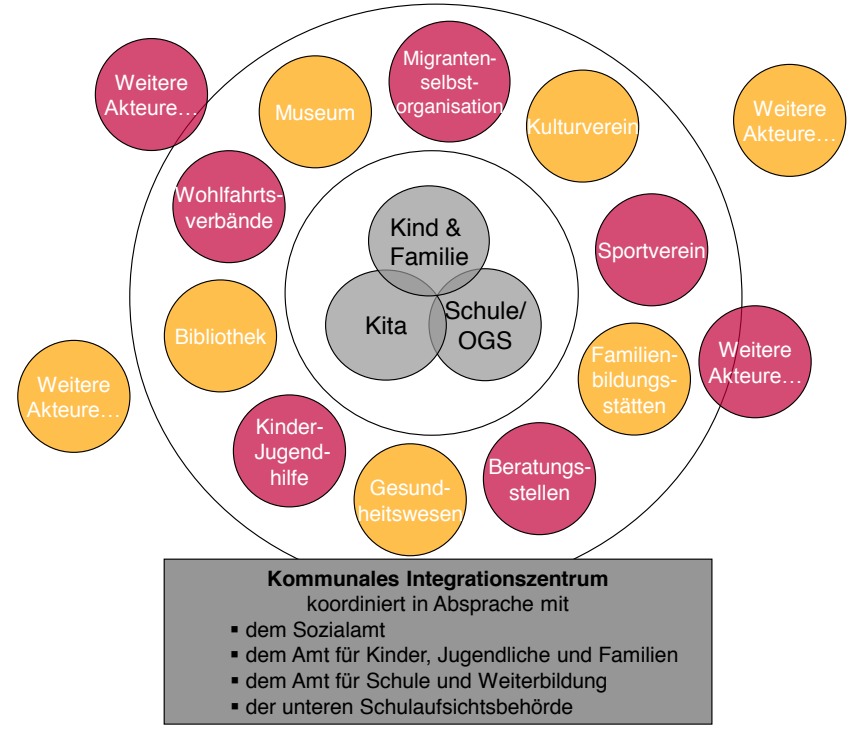 Migranten-
selbst-
organisation
Weitere
Akteure…
Museum
Kulturverein
Weitere
Akteure…
Wohlfahrts-
verbände
Kind &
Familie
Sportverein
Bibliothek
Kita
Schule/
OGS
Familien-
bildungs-
stätten
Weitere
Akteure…
Weitere
Akteure…
Kinder-
Jugend-
hilfe
Gesund-
heitswesen
Beratungs-
stellen
Kommunales Integrationszentrum
koordiniert in Absprache mit
▪ dem Sozialamt
▪ dem Amt für Kinder, Jugendliche und Familien
▪ dem Amt für Schule und Weiterbildung
▪ der unteren Schulaufsichtsbehörde